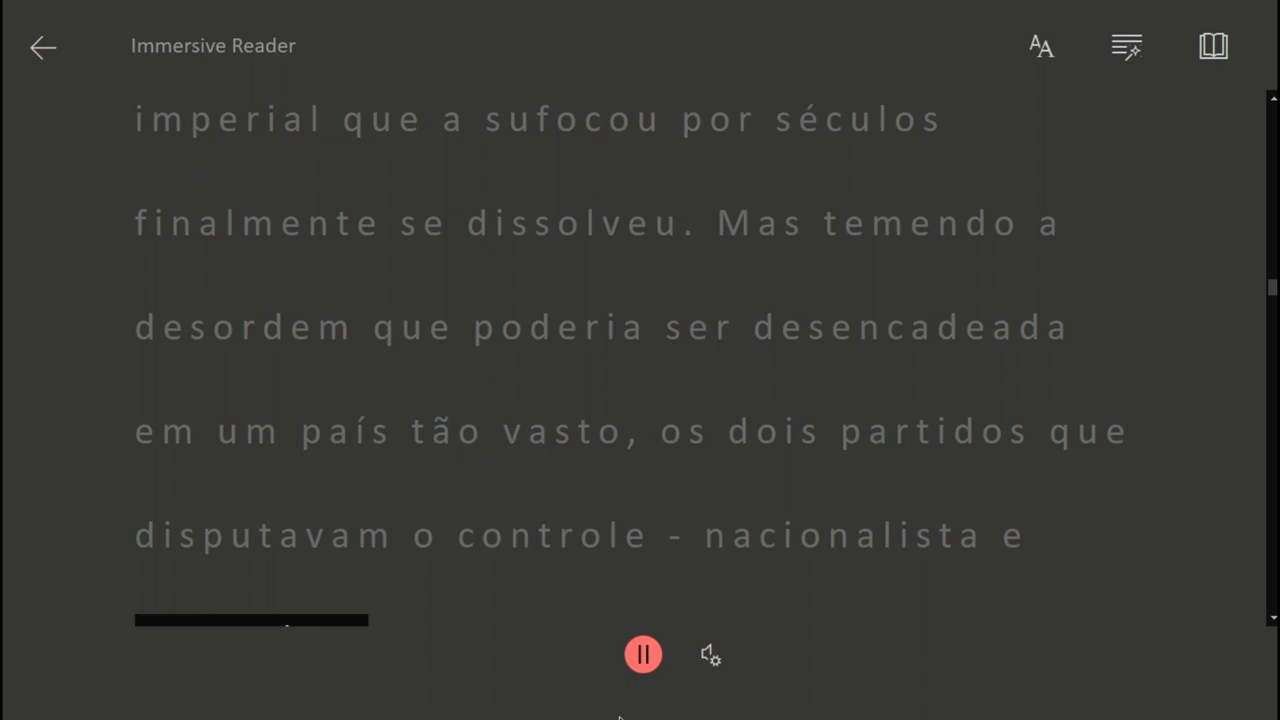 Immersive Reader
imperial que a sufocou por séculos
finalmente se dissolveu. Mas temendo a
desordem que poderia ser desencadeada
em um país tão vasto, os dois partidos que
disputavam o controle - nacionalista e